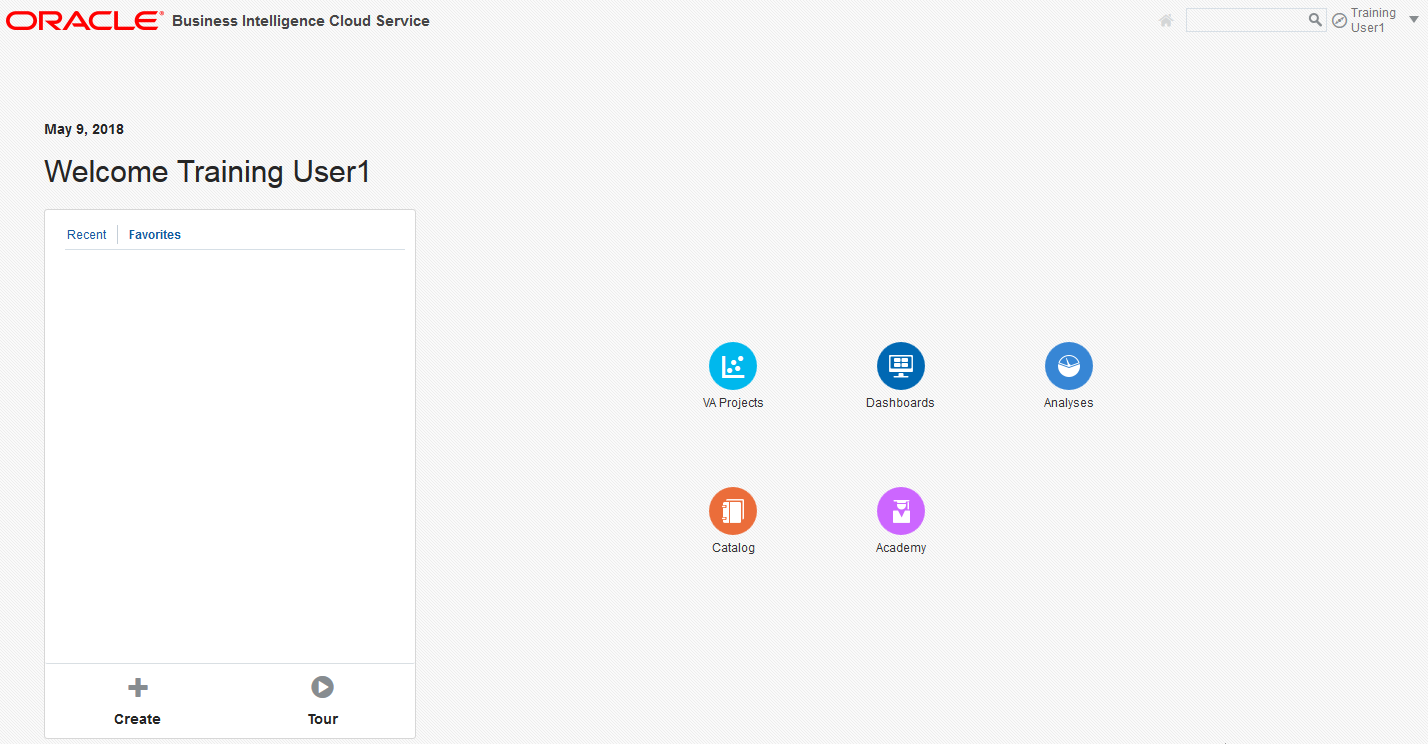 ORACLE® Business Intelligence Cloud Service
Training
User1
May 9, 2018
Welcome Training User1
Recent Favorites
VA Projects Dashboards Analyses
Catalog Academy
Create Tour